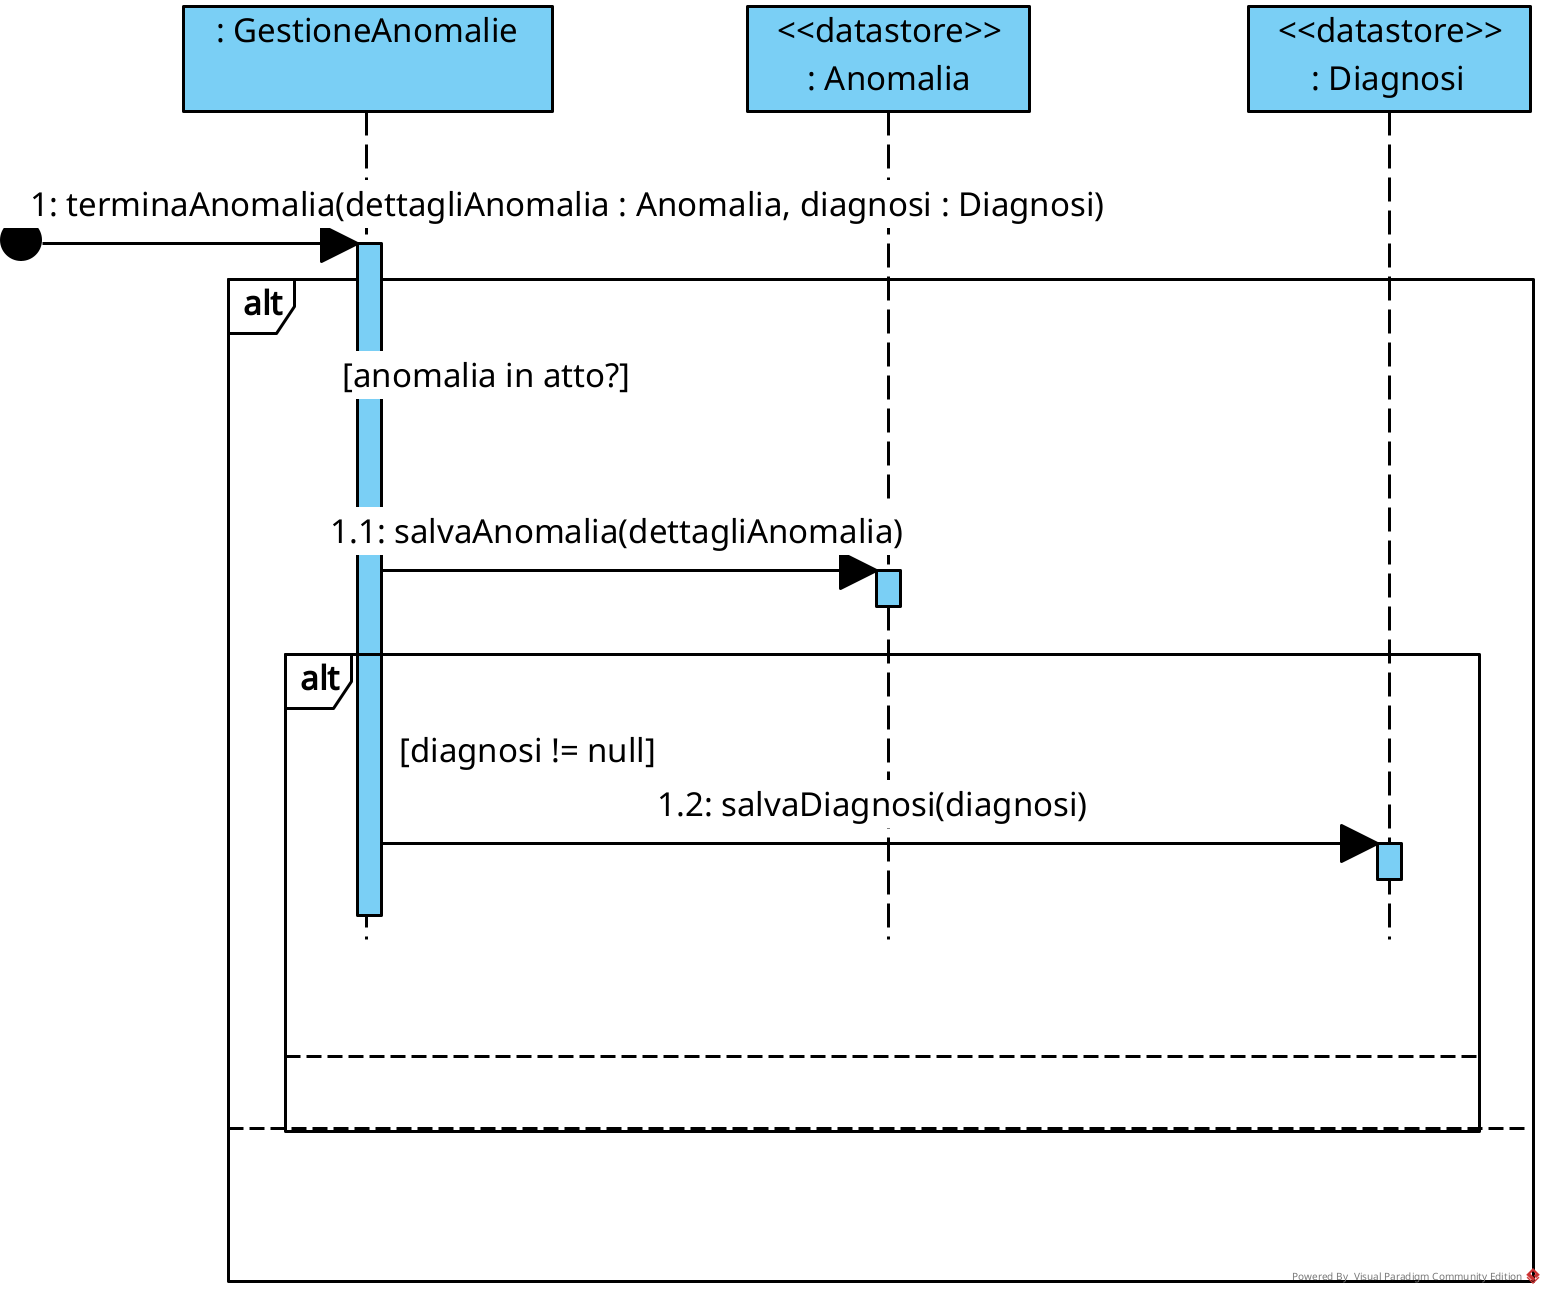 : GestioneAnomalie
<<datastore>>
: Anomalia
<<datastore>>
: Diagnosi
1: terminaAnomalia(dettagliAnomalia : Anomalia, diagnosi : Diagnosi)
alt
[anomalia in atto?]
1.1: salvaAnomalia(dettagliAnomalia)
alt
[diagnosi != null]
1.2: salvaDiagnosi(diagnosi)
Powered By Visual Paradigm Community Edition